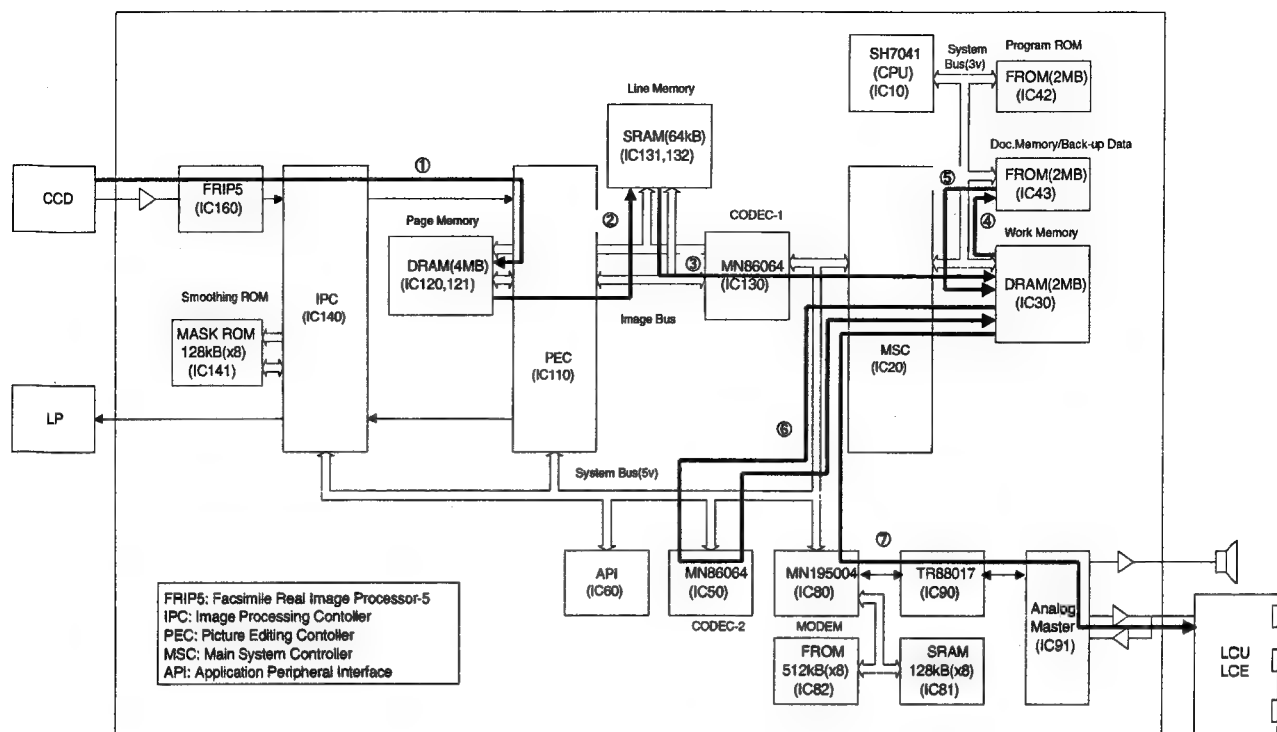 SH7041
(CPU)
(IC10)
System
Bus(3v)
Program ROM
FROM(2MB)
(IC42)
Line Memory
SRAM(64kB)
(IC131,132)
Doc.Memory/Back-up Data
FROM(2MB)
(IC43)
CCD
FRIP5
(IC160)
①
②
③
④
⑤
Page Memory
DRAM(4MB)
(IC120,121)
CODEC-1
MN86064
(IC130)
Work Memory
DRAM(2MB)
(IC30)
Smoothing ROM
MASK ROM
128kB(x8)
(IC141)
IPC
(IC140)
Image Bus
PEC
(IC110)
MSC
(IC20)
LP
⑥
System Bus(5v)
⑦
API
(IC60)
MN86064
(IC50)
CODEC-2
MN195004
(IC80)
MODEM
TR88017
(IC90)
Analog
Master
(IC91)
FROM
512kB(x8)
(IC82)
SRAM
128kB(x8)
(IC81)
LCU
LCE
FRIP5: Facsimile Real Image Processor-5
IPC: Image Processing Contoller
PEC: Picture Editing Contoller
MSC: Main System Controller
API: Application Peripheral Interface